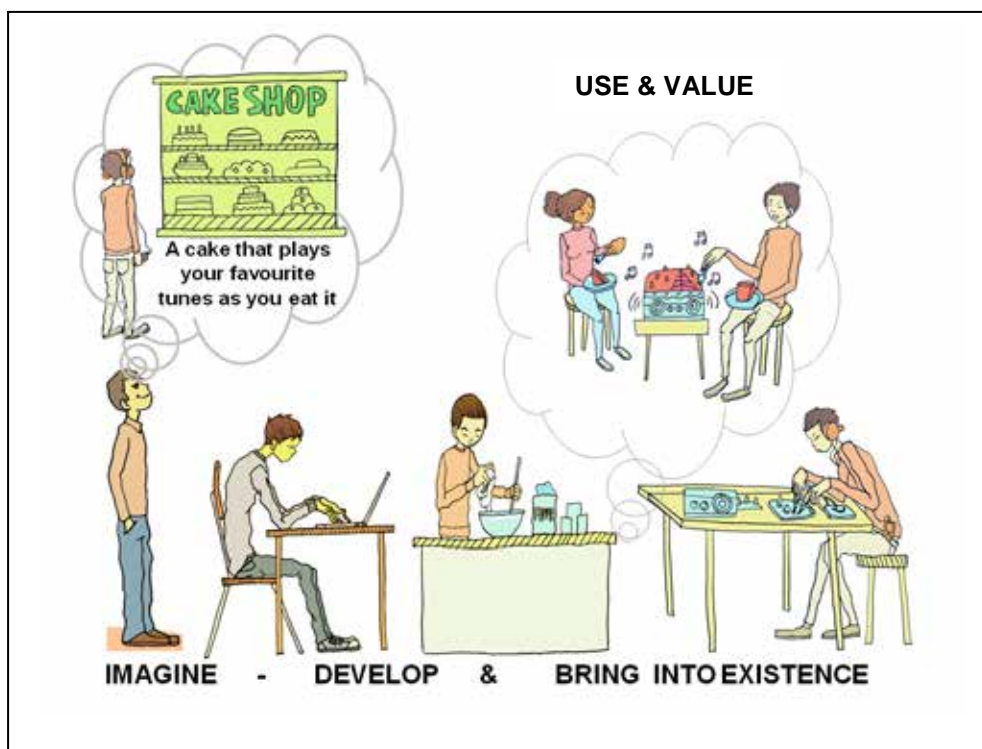 CAKE SHOP
A cake that plays
your favourite
tunes as you eat it
USE & VALUE
IMAGINE - DEVELOP & BRING INTO EXISTENCE